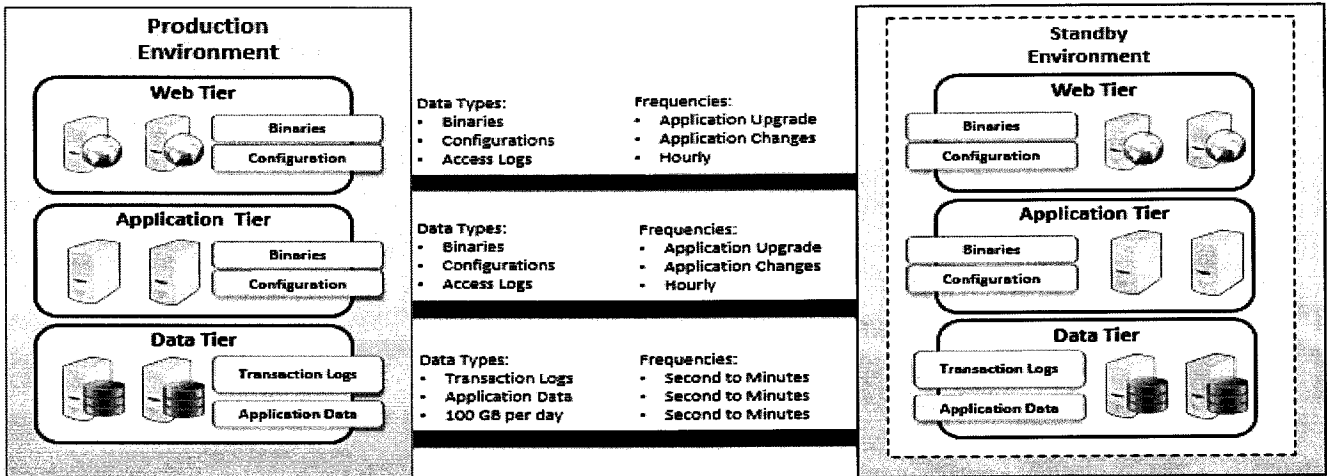 Production
Environment
Web Tier
Binaries
Configuration
Application Tier
Binaries
Configuration
Data Tier
Transaction Logs
Application Data
Data Types:
• Binaries
• Configurations
• Access Logs
Frequencies:
• Application Upgrade
• Application Changes
• Hourly
Data Types:
• Binaries
• Configurations
• Access Logs
Frequencies:
• Application Upgrade
• Application Changes
• Hourly
Data Types:
• Transaction Logs
• Application Data
• 100 GB per day
Frequencies:
• Second to Minutes
• Second to Minutes
• Second to Minutes
Standby
Environment
Web Tier
Binaries
Configuration
Application Tier
Binaries
Configuration
Data Tier
Transaction Logs
Application Data